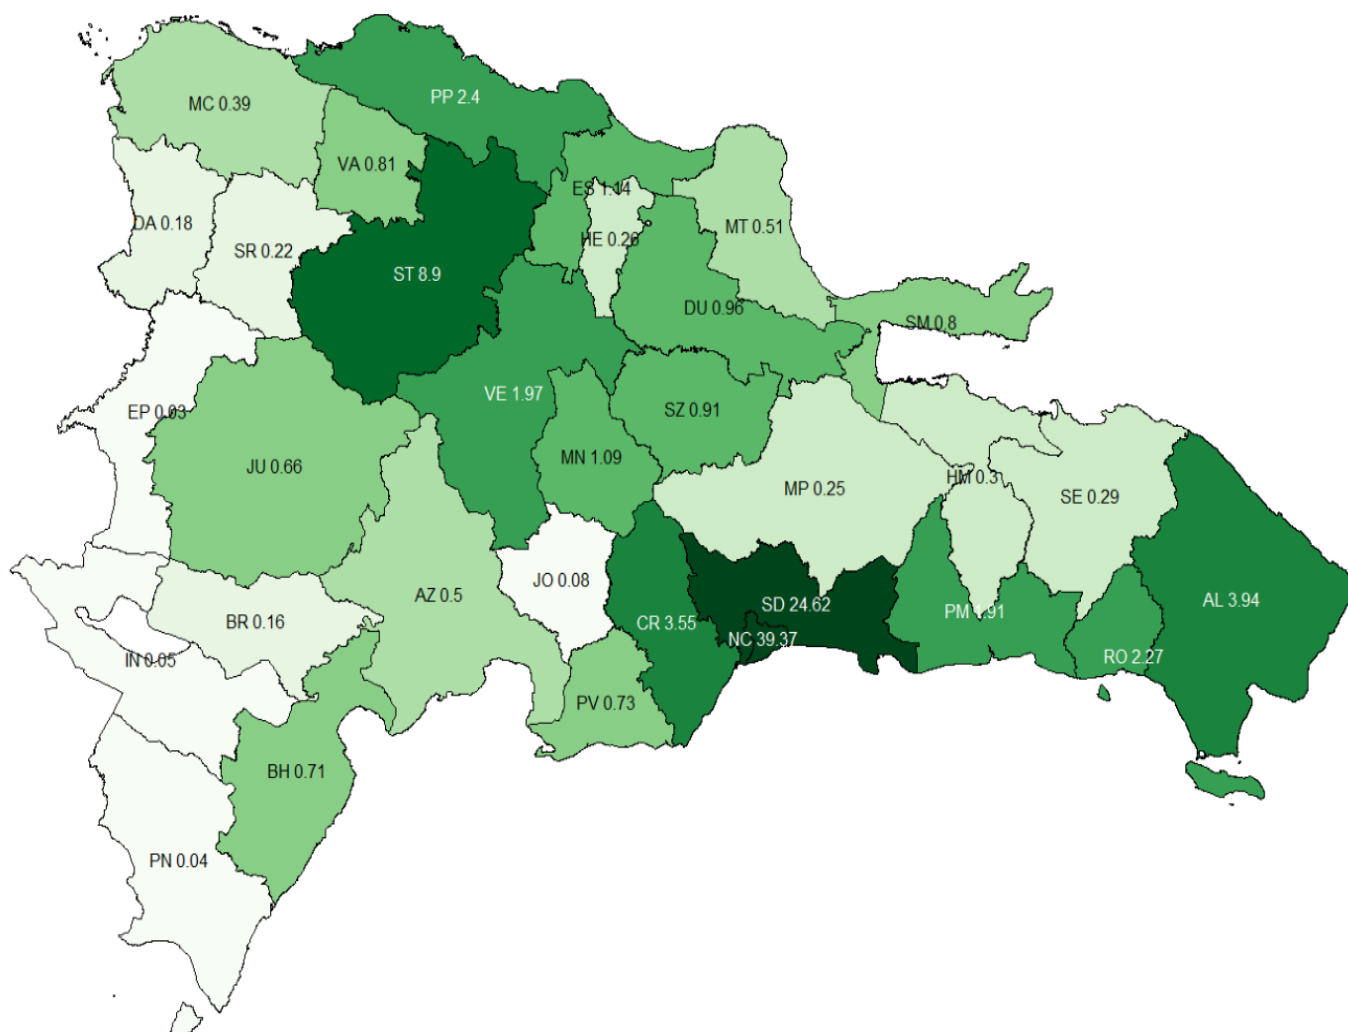 PP 2.4
MC 0.39
VA 0.81
ES 1.14
DA 0.18
MT 0.51
HE 0.26
SR 0.22
ST 8.9
DU 0.96
SM 0.8
VE 1.97
SZ 0.91
EP 0.03
MN 1.09
JU 0.66
HM 0.3
MP 0.25
SE 0.29
JO 0.08
AZ 0.5
AL 3.94
SD 24.62
PM 1.91
BR 0.16
CR 3.55
NC 39.37
RO 2.27
IN 0.05
PV 0.73
BH 0.71
PN 0.04